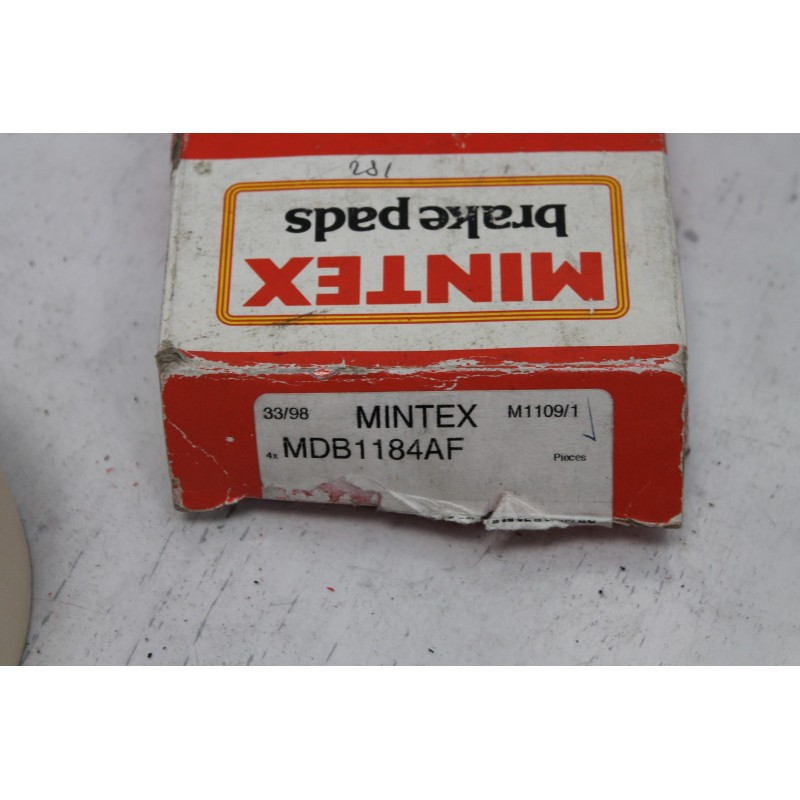 281
MINTEX
brake pads
33/98 MINTEX M1109/1
4x MDB1184AF Pieces